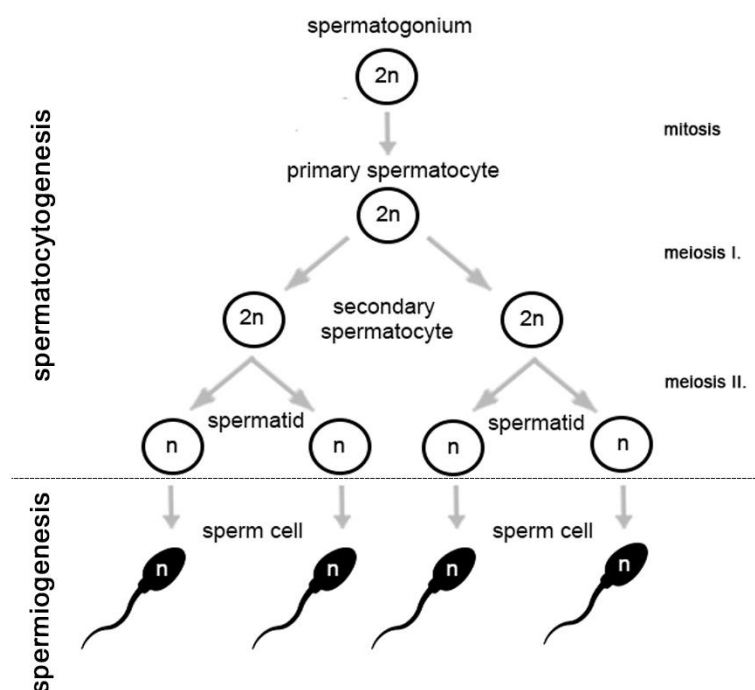 spermatogonium
2n
mitosis
primary spermatocyte
2n
meiosis I.
2n
secondary
spermatocyte
2n
meiosis II.
spermatid
spermatid
n
n
n
n
sperm cell
sperm cell
n
n
n
n
spermatocytogenesis
spermiogenesis